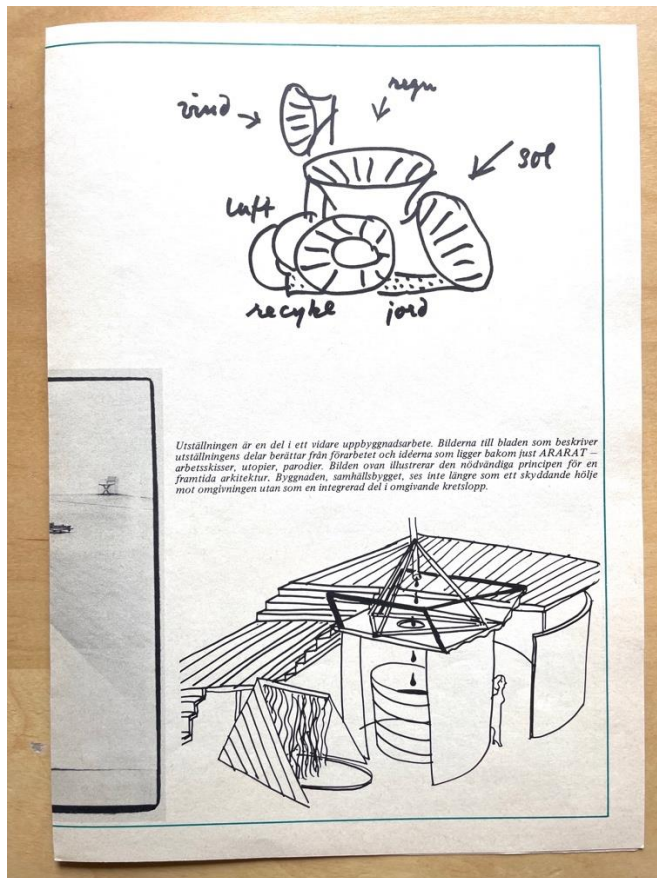 regn
vind
sol
luft
recykl
jord
Utställningen är en del i ett vidare uppbyggnadsarbete. Bilderna till bladen som beskriver
utställningens delar berättar från förarbetet och idéerna som ligger bakom just ARARAT —
arbetsskisser, utopier, parodier. Bilden ovan illustrerar den nödvändiga principen för en
framtida arkitektur. Byggnaden, samhällsbygget, ses inte längre som ett skyddande hölje
mot omgivningen utan som en integrerad del i omgivande kretslopp.